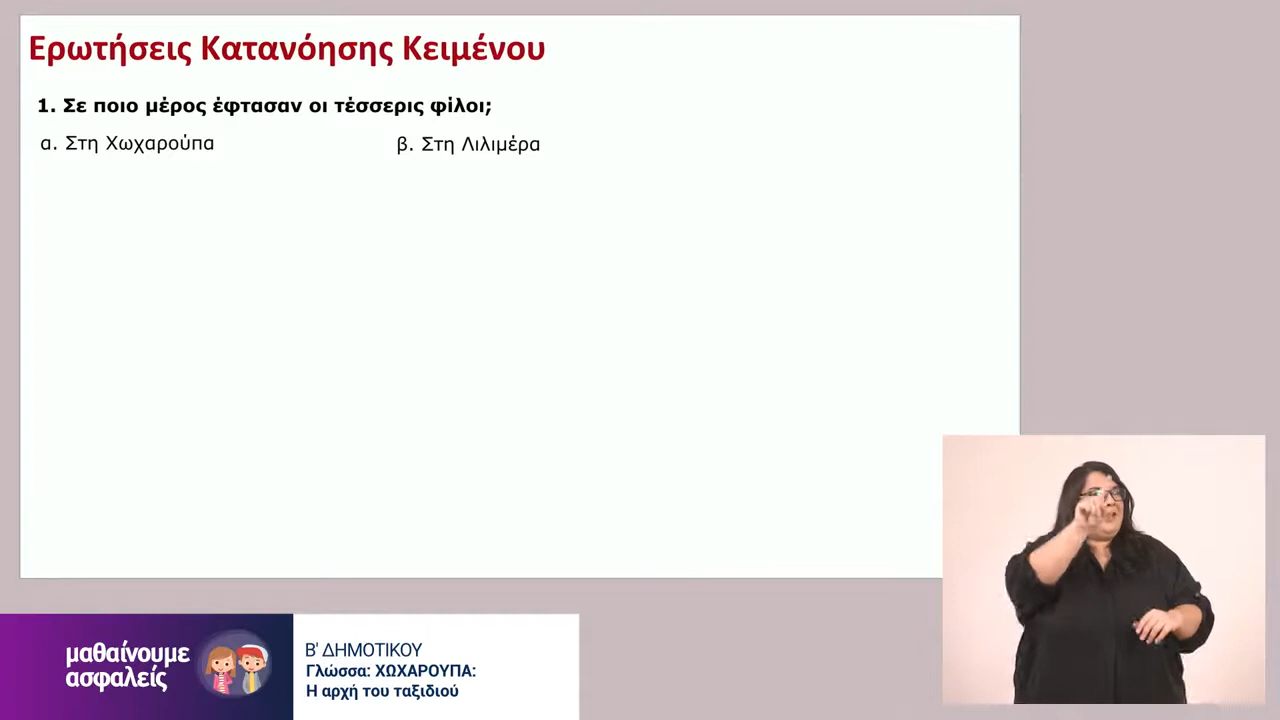 Ερωτήσεις Κατανόησης Κειμένου
1. Σε ποιο μέρος έφτασαν οι τέσσερις φίλοι;
α. Στη Χωχαρούπα
β. Στη Λιλιμέρα
μαθαίνουμε
ασφαλείς
Β' ΔΗΜΟΤΙΚΟΥ
Γλώσσα: ΧΩΧΑΡΟΥΠΑ:
Η αρχή του ταξιδιού